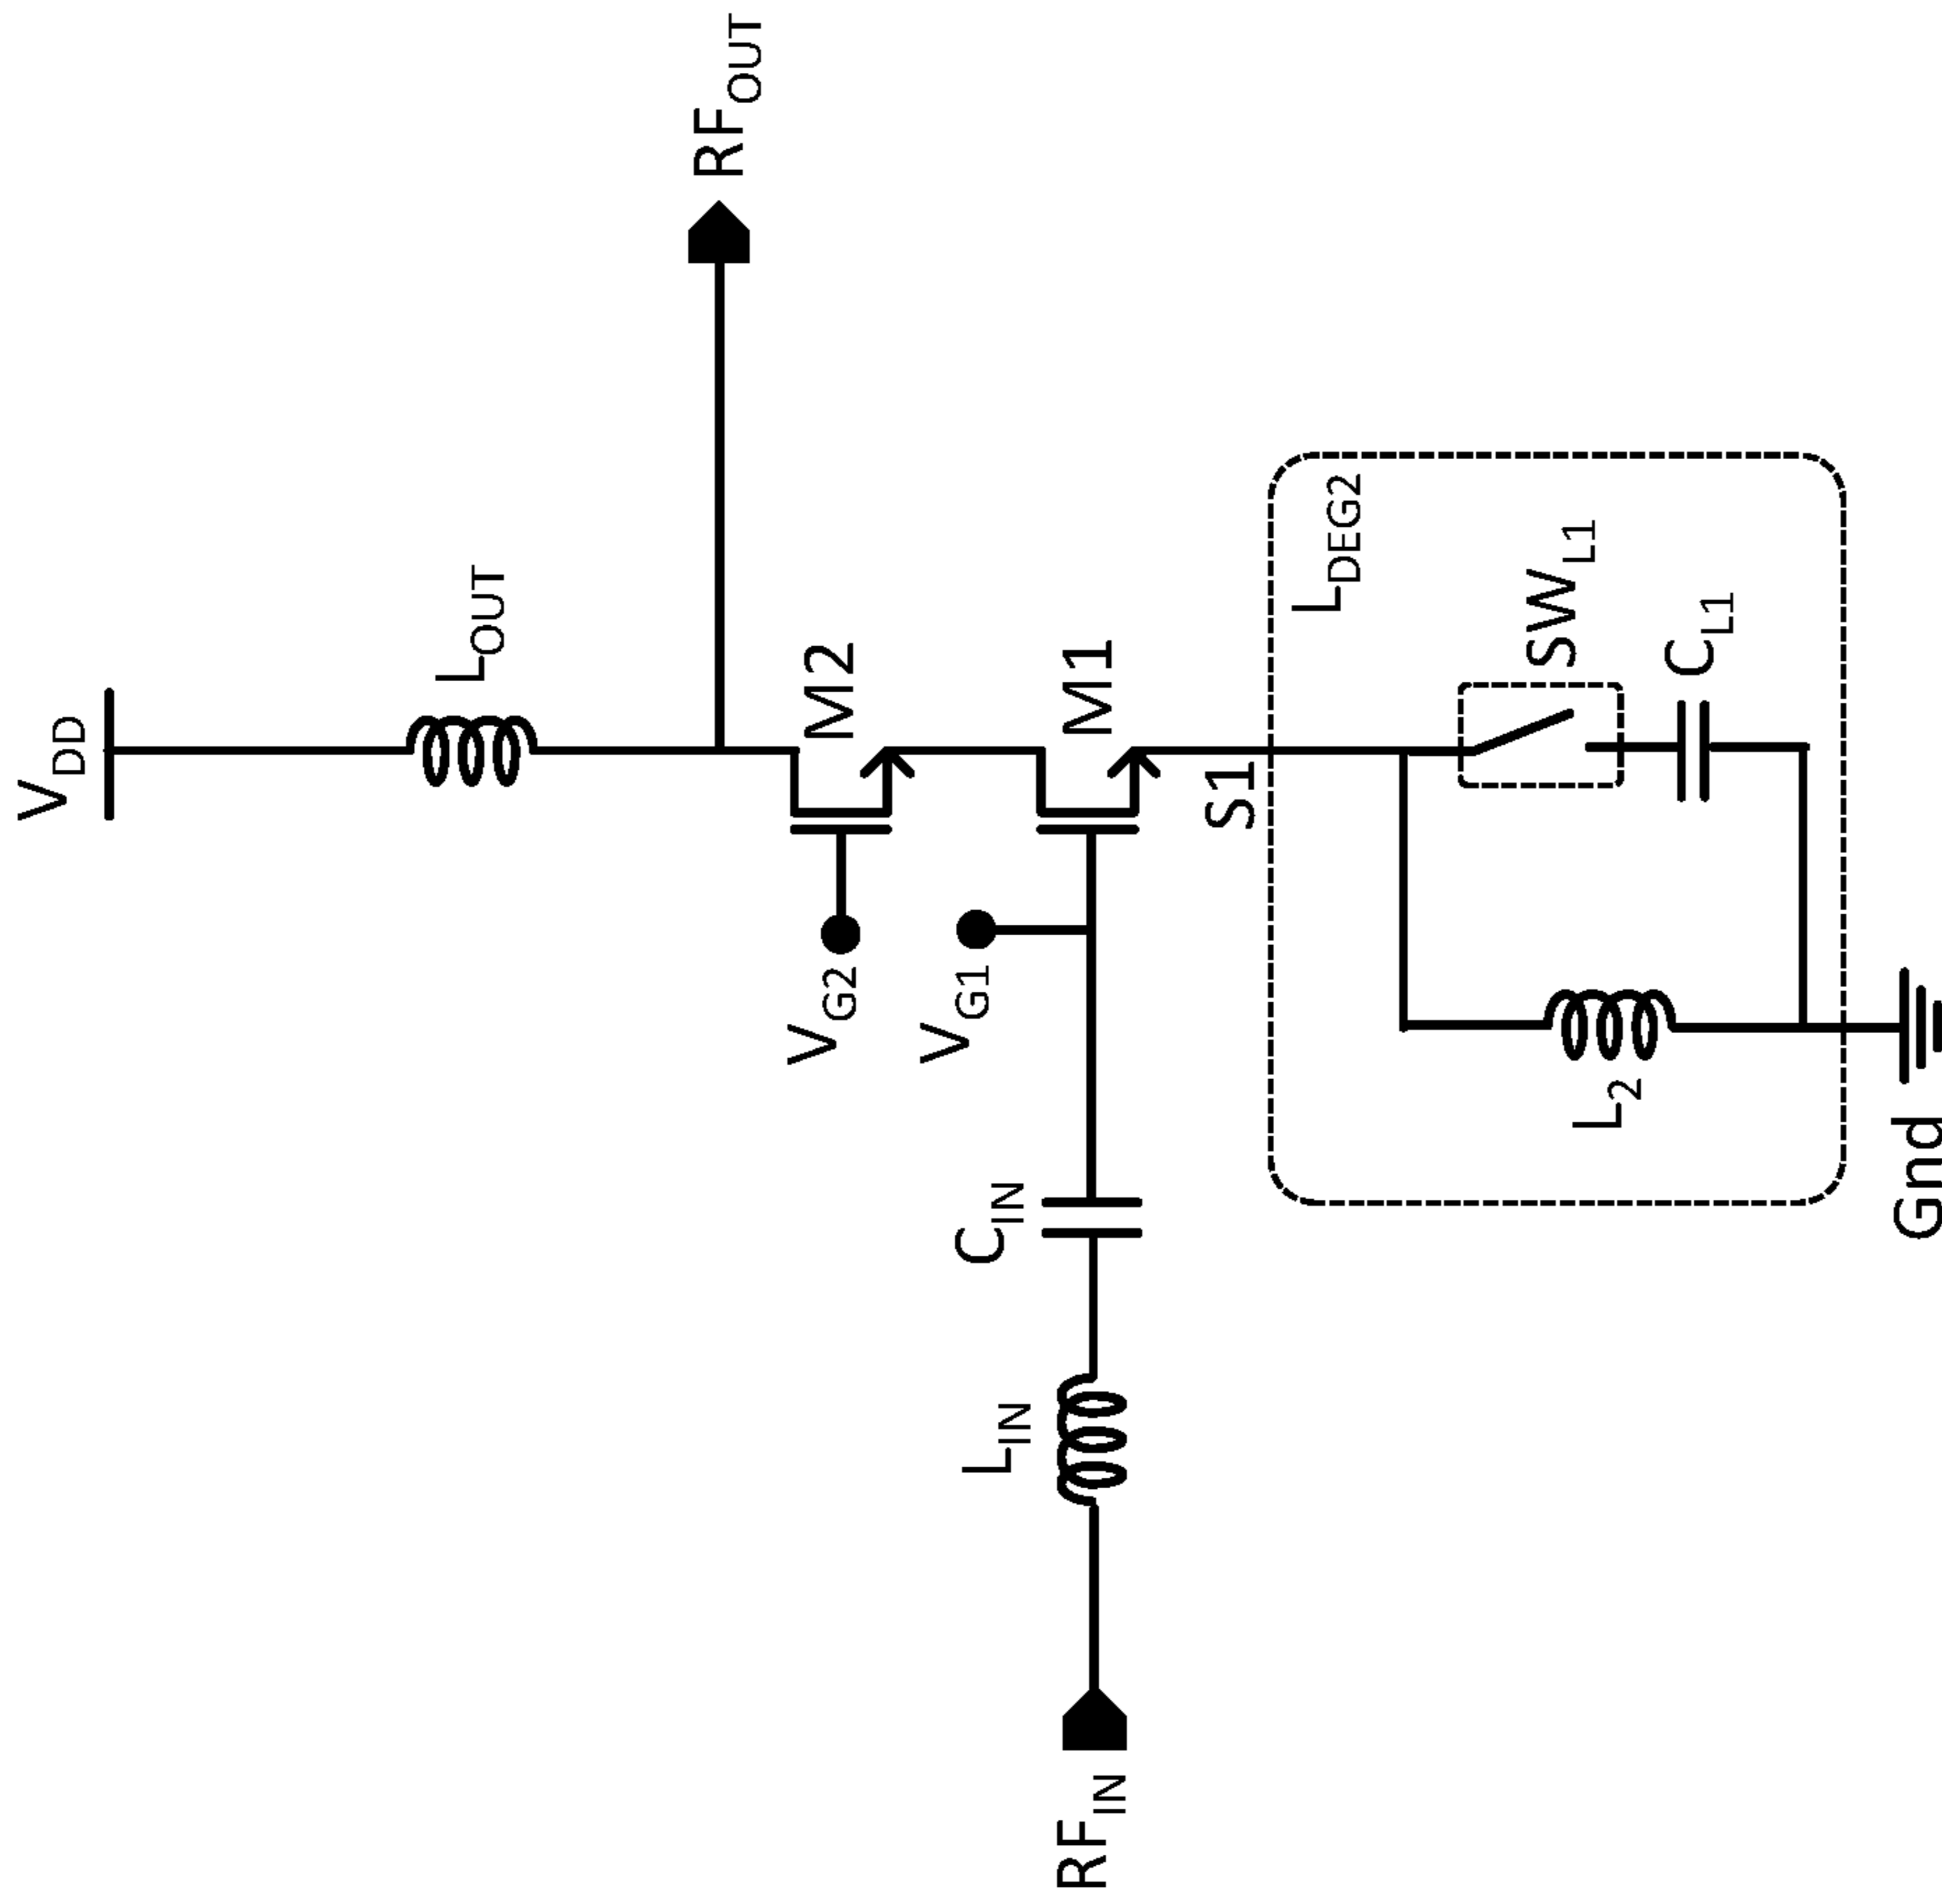 V_DD
L_OUT
RF_OUT
M2
V_G2
V_G1
M1
C_IN
L_IN
RF_IN
S1
L_DEG2
SW_L1
C_L1
L_2
Gnd